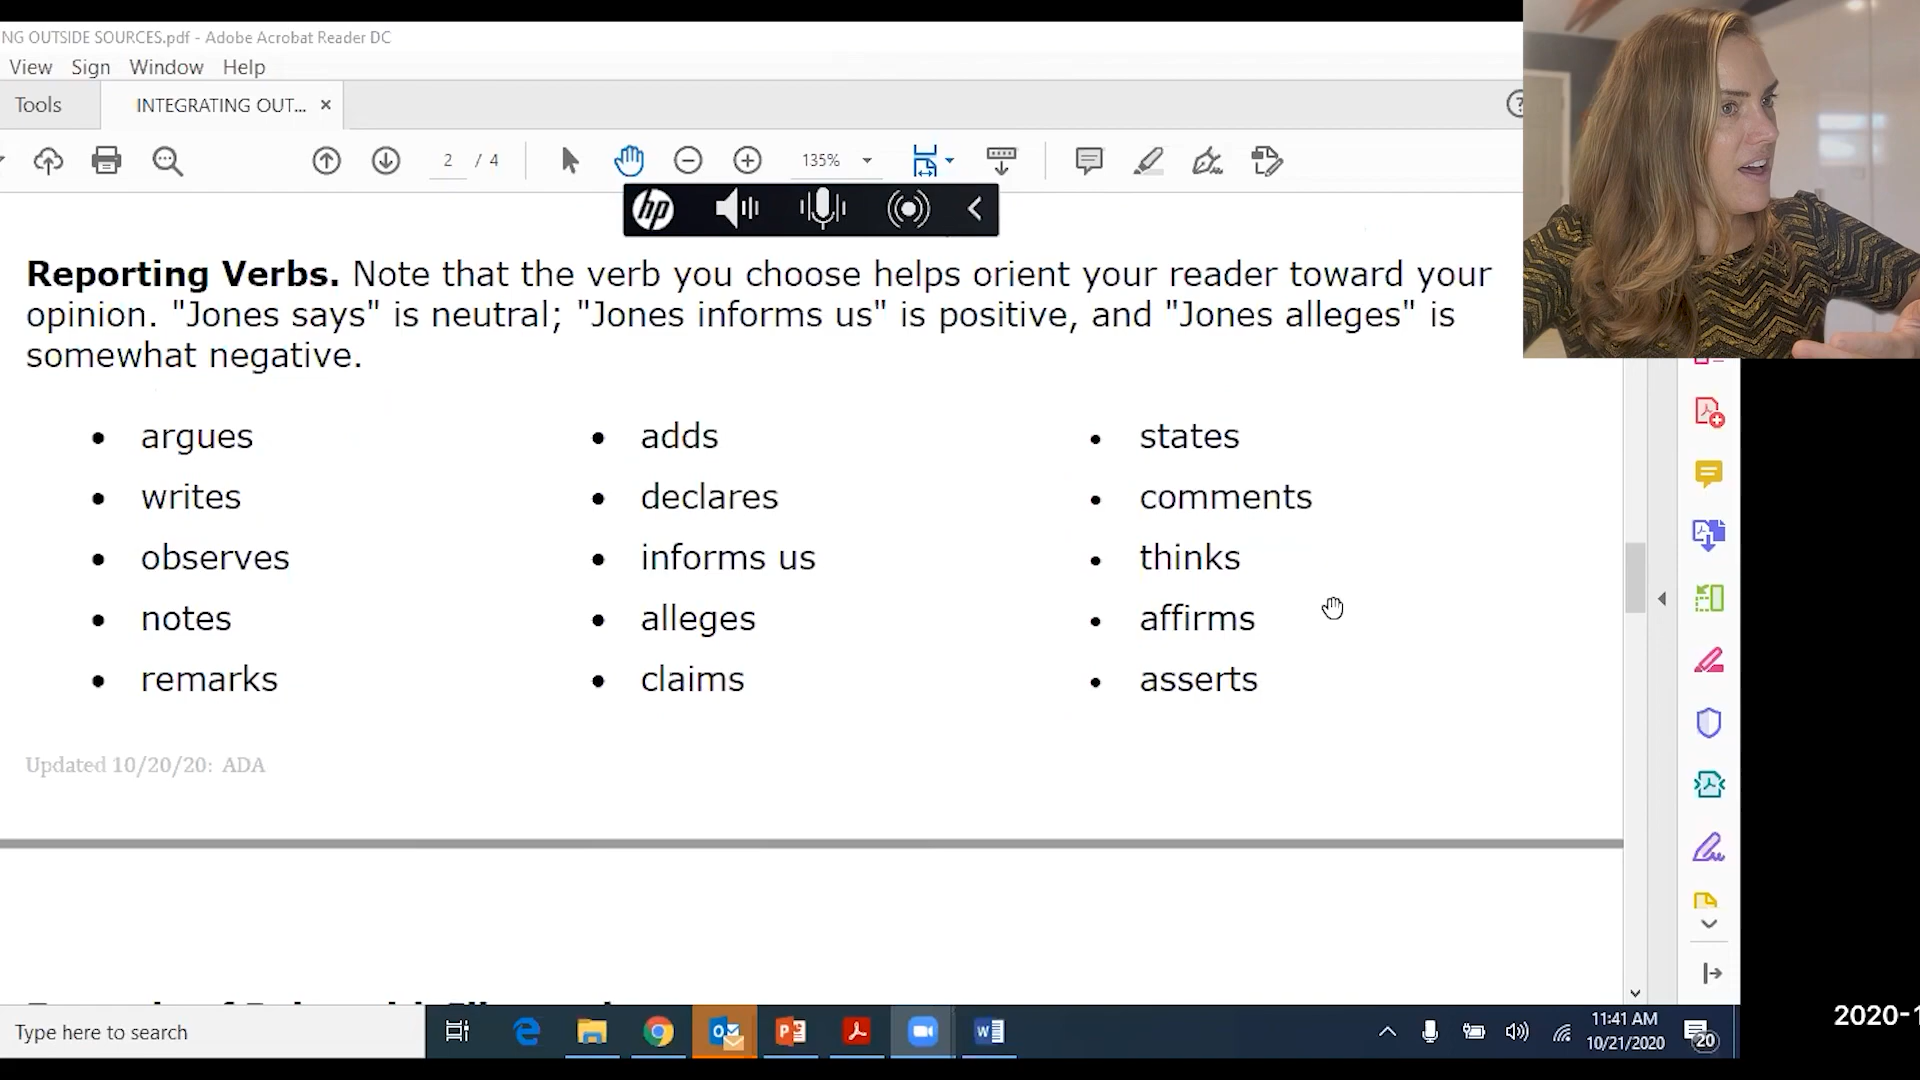 NG OUTSIDE SOURCES.pdf - Adobe Acrobat Reader DC
View Sign Window Help
Tools INTEGRATING OUT... ×
2 / 4 135%
hp
Reporting Verbs. Note that the verb you choose helps orient your reader toward your
opinion. "Jones says" is neutral; "Jones informs us" is positive, and "Jones alleges" is
somewhat negative.
• argues
• writes
• observes
• notes
• remarks
• adds
• declares
• informs us
• alleges
• claims
• states
• comments
• thinks
• affirms
• asserts
Updated 10/20/20: ADA
Type here to search
11:41 AM
10/21/2020
20
2020-1